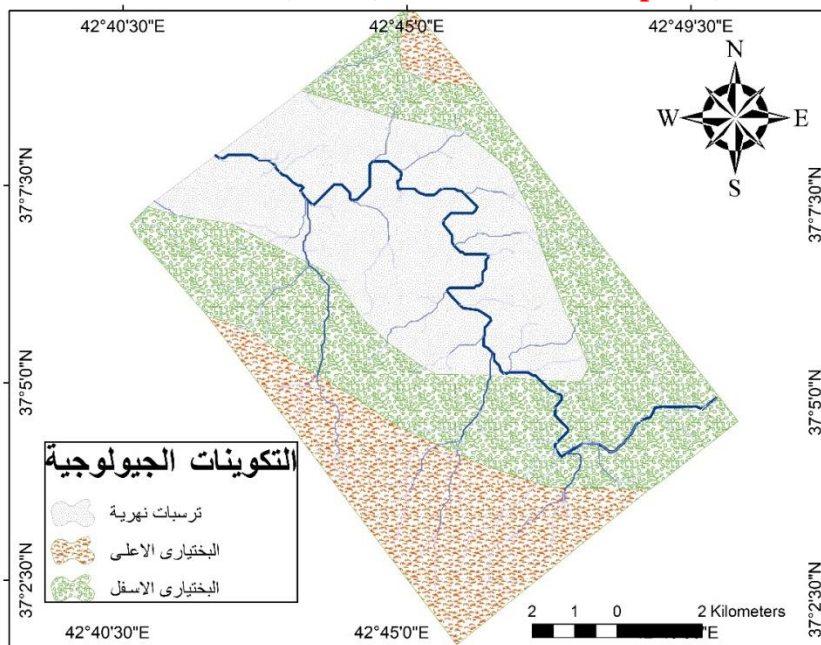 42°40'30"E
42°45'0"E
42°49'30"E
N
W
E
S
37°7'30"N
37°7'30"N
37°5'0"N
37°5'0"N
التكوينات الجيولوجية
ترسبات نهرية
البختيارى الاعلى
البختيارى الاسفل
37°2'30"N
37°2'30"N
2 1 0 2 Kilometers
42°40'30"E
42°45'0"E